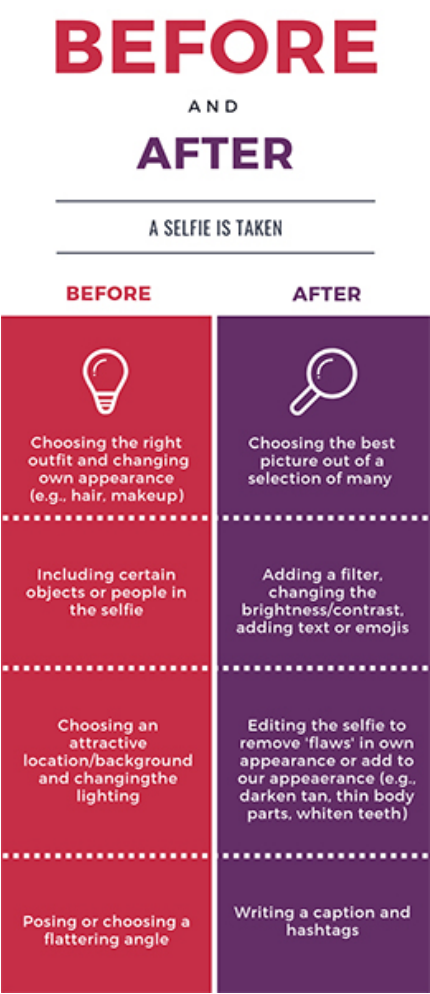 BEFORE
AND
AFTER
A SELFIE IS TAKEN
BEFORE
AFTER
Choosing the right
outfit and changing
own appearance
(e.g., hair, makeup)
Choosing the best
picture out of a
selection of many
Including certain
objects or people in
the selfie
Adding a filter,
changing the
brightness/contrast,
adding text or emojis
Choosing an
attractive
location/background
and changingthe
lighting
Editing the selfie to
remove 'flaws' in own
appearance or add to
our appeaerance (e.g.,
darken tan, thin body
parts, whiten teeth)
Posing or choosing a
flattering angle
Writing a caption and
hashtags